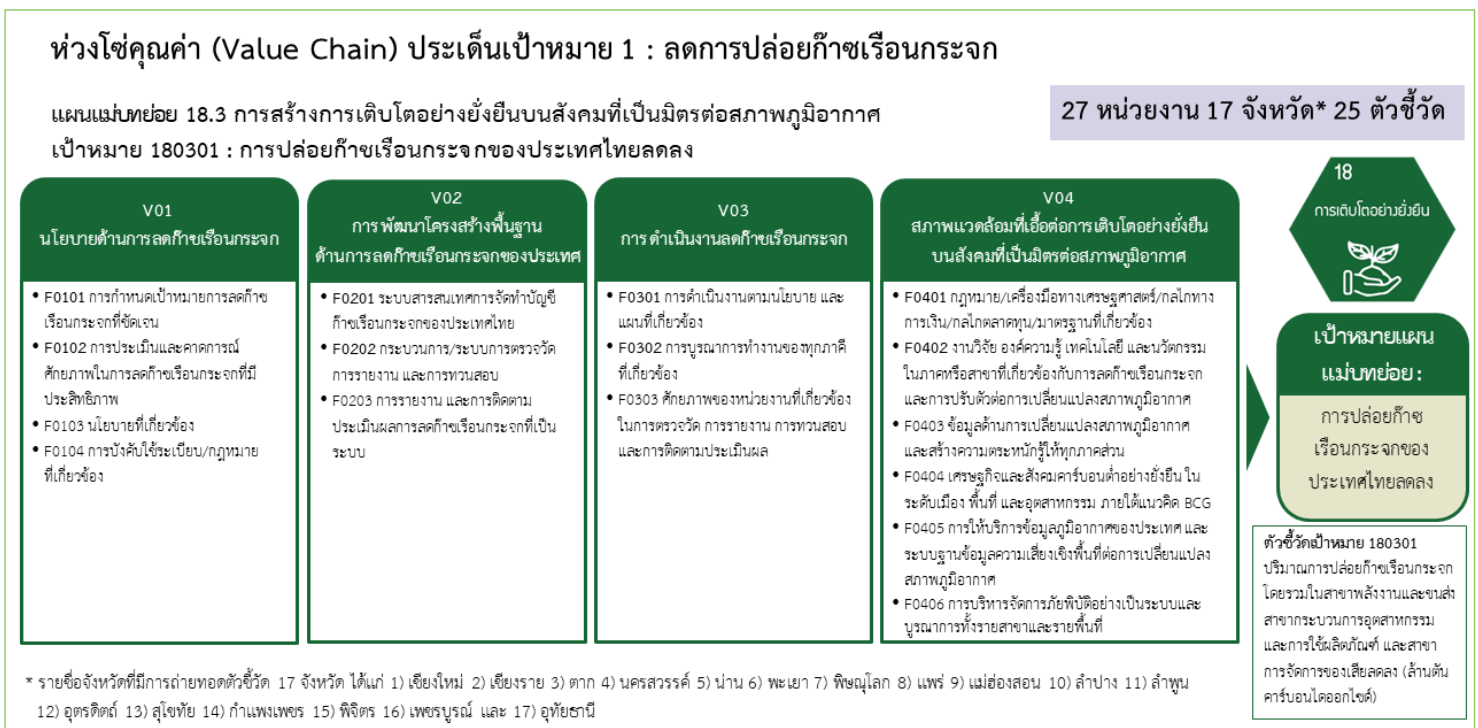 ห่วงโซ่คุณค่า (Value Chain) ประเด็นเป้าหมาย 1 : ลดการปล่อยก๊าซเรือนกระจก
แผนแม่บทย่อย 18.3 การสร้างการเติบโตอย่างยั่งยืนบนสังคมที่เป็นมิตรต่อสภาพภูมิอากาศ
เป้าหมาย 180301 : การปล่อยก๊าซเรือนกระจกของประเทศไทยลดลง
27 หน่วยงาน 17 จังหวัด* 25 ตัวชี้วัด
V01
นโยบายด้านการลดก๊าซเรือนกระจก
• F0101 การกำหนดเป้าหมายการลดก๊าซ
เรือนกระจกที่ชัดเจน
• F0102 การประเมินและคาดการณ์
ศักยภาพในการลดก๊าซเรือนกระจกที่มี
ประสิทธิภาพ
• F0103 นโยบายที่เกี่ยวข้อง
• F0104 การบังคับใช้ระเบียบ/กฎหมาย
ที่เกี่ยวข้อง
V02
การพัฒนาโครงสร้างพื้นฐาน
ด้านการลดก๊าซเรือนกระจกของประเทศ
• F0201 ระบบสารสนเทศการจัดทำบัญชี
ก๊าซเรือนกระจกของประเทศไทย
• F0202 กระบวนการ/ระบบการตรวจวัด
การรายงาน และการทวนสอบ
• F0203 การรายงาน และการติดตาม
ประเมินผลการลดก๊าซเรือนกระจกที่เป็น
ระบบ
V03
การดำเนินงานลดก๊าซเรือนกระจก
• F0301 การดำเนินงานตามนโยบาย และ
แผนที่เกี่ยวข้อง
• F0302 การบูรณาการทำงานของทุกภาคี
ที่เกี่ยวข้อง
• F0303 ศักยภาพของหน่วยงานที่เกี่ยวข้อง
ในการตรวจวัด การรายงาน การทวนสอบ
และการติดตามประเมินผล
V04
สภาพแวดล้อมที่เอื้อต่อการเติบโตอย่างยั่งยืน
บนสังคมที่เป็นมิตรต่อสภาพภูมิอากาศ
• F0401 กฎหมาย/เครื่องมือทางเศรษฐศาสตร์/กลไกทาง
การเงิน/กลไกตลาดทุน/มาตรฐานที่เกี่ยวข้อง
• F0402 งานวิจัย องค์ความรู้ เทคโนโลยี และนวัตกรรม
ในภาคหรือสาขาที่เกี่ยวข้องกับการลดก๊าซเรือนกระจก
และการปรับตัวต่อการเปลี่ยนแปลงสภาพภูมิอากาศ
• F0403 ข้อมูลด้านการเปลี่ยนแปลงสภาพภูมิอากาศ
และสร้างความตระหนักรู้ให้ทุกภาคส่วน
• F0404 เศรษฐกิจและสังคมคาร์บอนต่ำอย่างยั่งยืน ใน
ระดับเมือง พื้นที่ และอุตสาหกรรม ภายใต้แนวคิด BCG
• F0405 การให้บริการข้อมูลภูมิอากาศของประเทศ และ
ระบบฐานข้อมูลความเสี่ยงเชิงพื้นที่ต่อการเปลี่ยนแปลง
สภาพภูมิอากาศ
• F0406 การบริหารจัดการภัยพิบัติอย่างเป็นระบบและ
บูรณาการทั้งรายสาขาและรายพื้นที่
18
การเติบโตอย่างยั่งยืน
เป้าหมายแผน
แม่บทย่อย :
การปล่อยก๊าซ
เรือนกระจกของ
ประเทศไทยลดลง
ตัวชี้วัดเป้าหมาย 180301
ปริมาณการปล่อยก๊าซเรือนกระจก
โดยรวมในสาขาพลังงานและขนส่ง
สาขากระบวนการอุตสาหกรรม
และการใช้ผลิตภัณฑ์ และสาขา
การจัดการของเสียลดลง (ล้านตัน
คาร์บอนไดออกไซด์)
* รายชื่อจังหวัดที่มีการถ่ายทอดตัวชี้วัด 17 จังหวัด ได้แก่ 1) เชียงใหม่ 2) เชียงราย 3) ตาก 4) นครสวรรค์ 5) น่าน 6) พะเยา 7) พิษณุโลก 8) แพร่ 9) แม่ฮ่องสอน 10) ลำปาง 11) ลำพูน
12) อุตรดิตถ์ 13) สุโขทัย 14) กำแพงเพชร 15) พิจิตร 16) เพชรบูรณ์ และ 17) อุทัยธานี